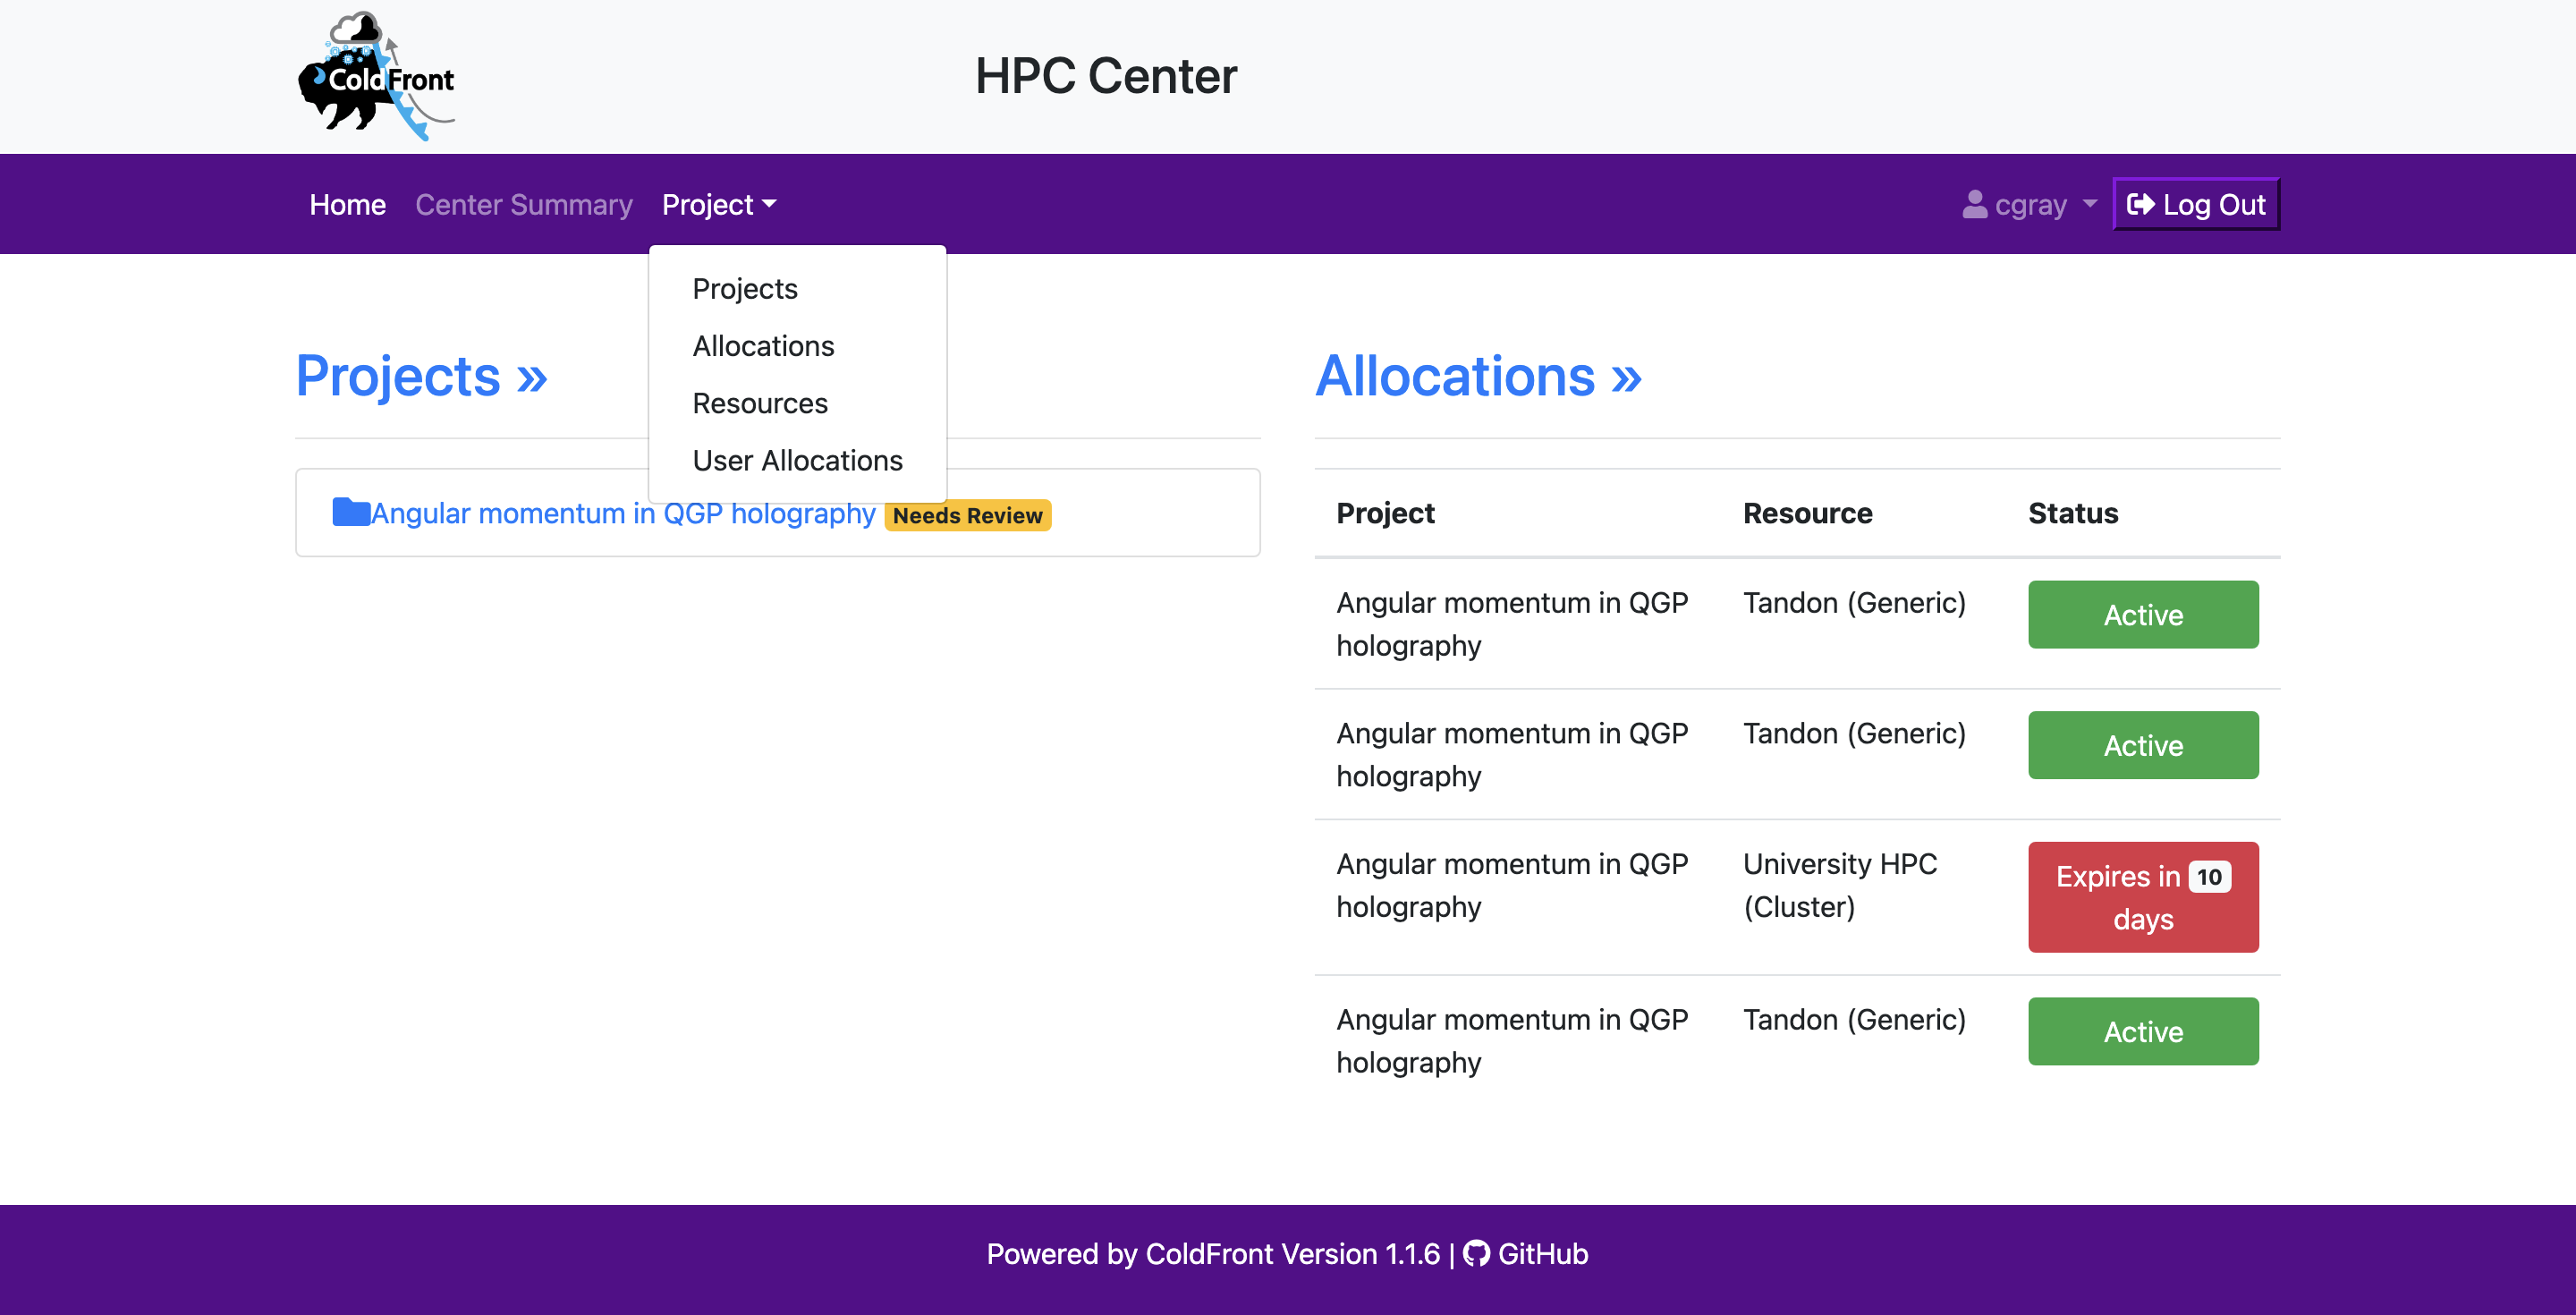 ColdFront
HPC Center
Home Center Summary Project
cgray Log Out
Projects
Allocations
Resources
User Allocations
Projects »
Angular momentum in QGP holography Needs Review
Allocations »
Project Resource Status
Angular momentum in QGP Tandon (Generic) Active
holography
Angular momentum in QGP Tandon (Generic) Active
holography
Angular momentum in QGP University HPC Expires in 10
holography (Cluster) days
Angular momentum in QGP Tandon (Generic) Active
holography
Powered by ColdFront Version 1.1.6 | GitHub